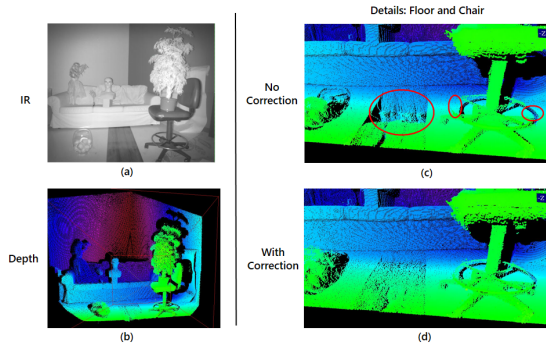 Details: Floor and Chair
IR
No
Correction
-Z
(a)
(c)
Depth
With
Correction
-Z
(b)
(d)